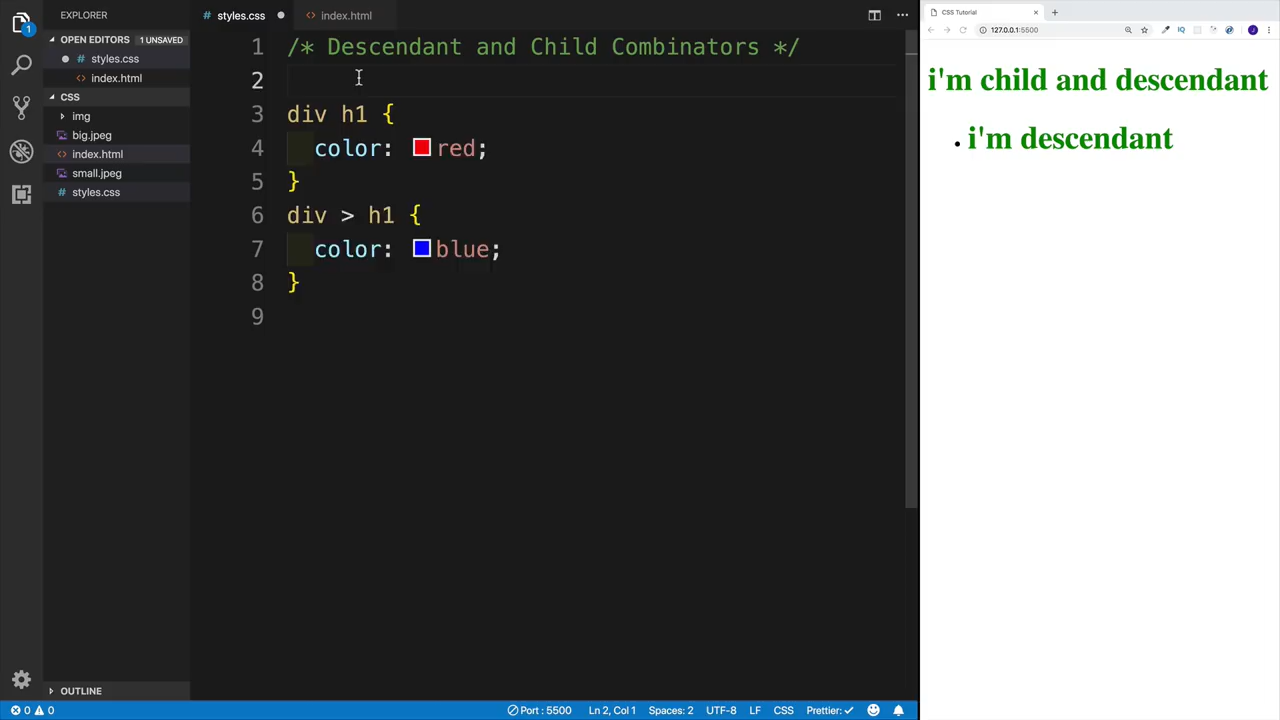 EXPLORER
styles.css
index.html
OPEN EDITORS 1 UNSAVED
# styles.css
<> index.html
CSS
img
big.jpeg
<> index.html
small.jpeg
# styles.css
OUTLINE
1 /* Descendant and Child Combinators */
2
3 div h1 {
4 color: red;
5 }
6 div > h1 {
7 color: blue;
8 }
9
0 0
Port : 5500
Ln 2, Col 1
Spaces: 2
UTF-8
LF
CSS
Prettier: ✓
CSS Tutorial
127.0.0.1:5500
i'm child and descendant
• i'm descendant